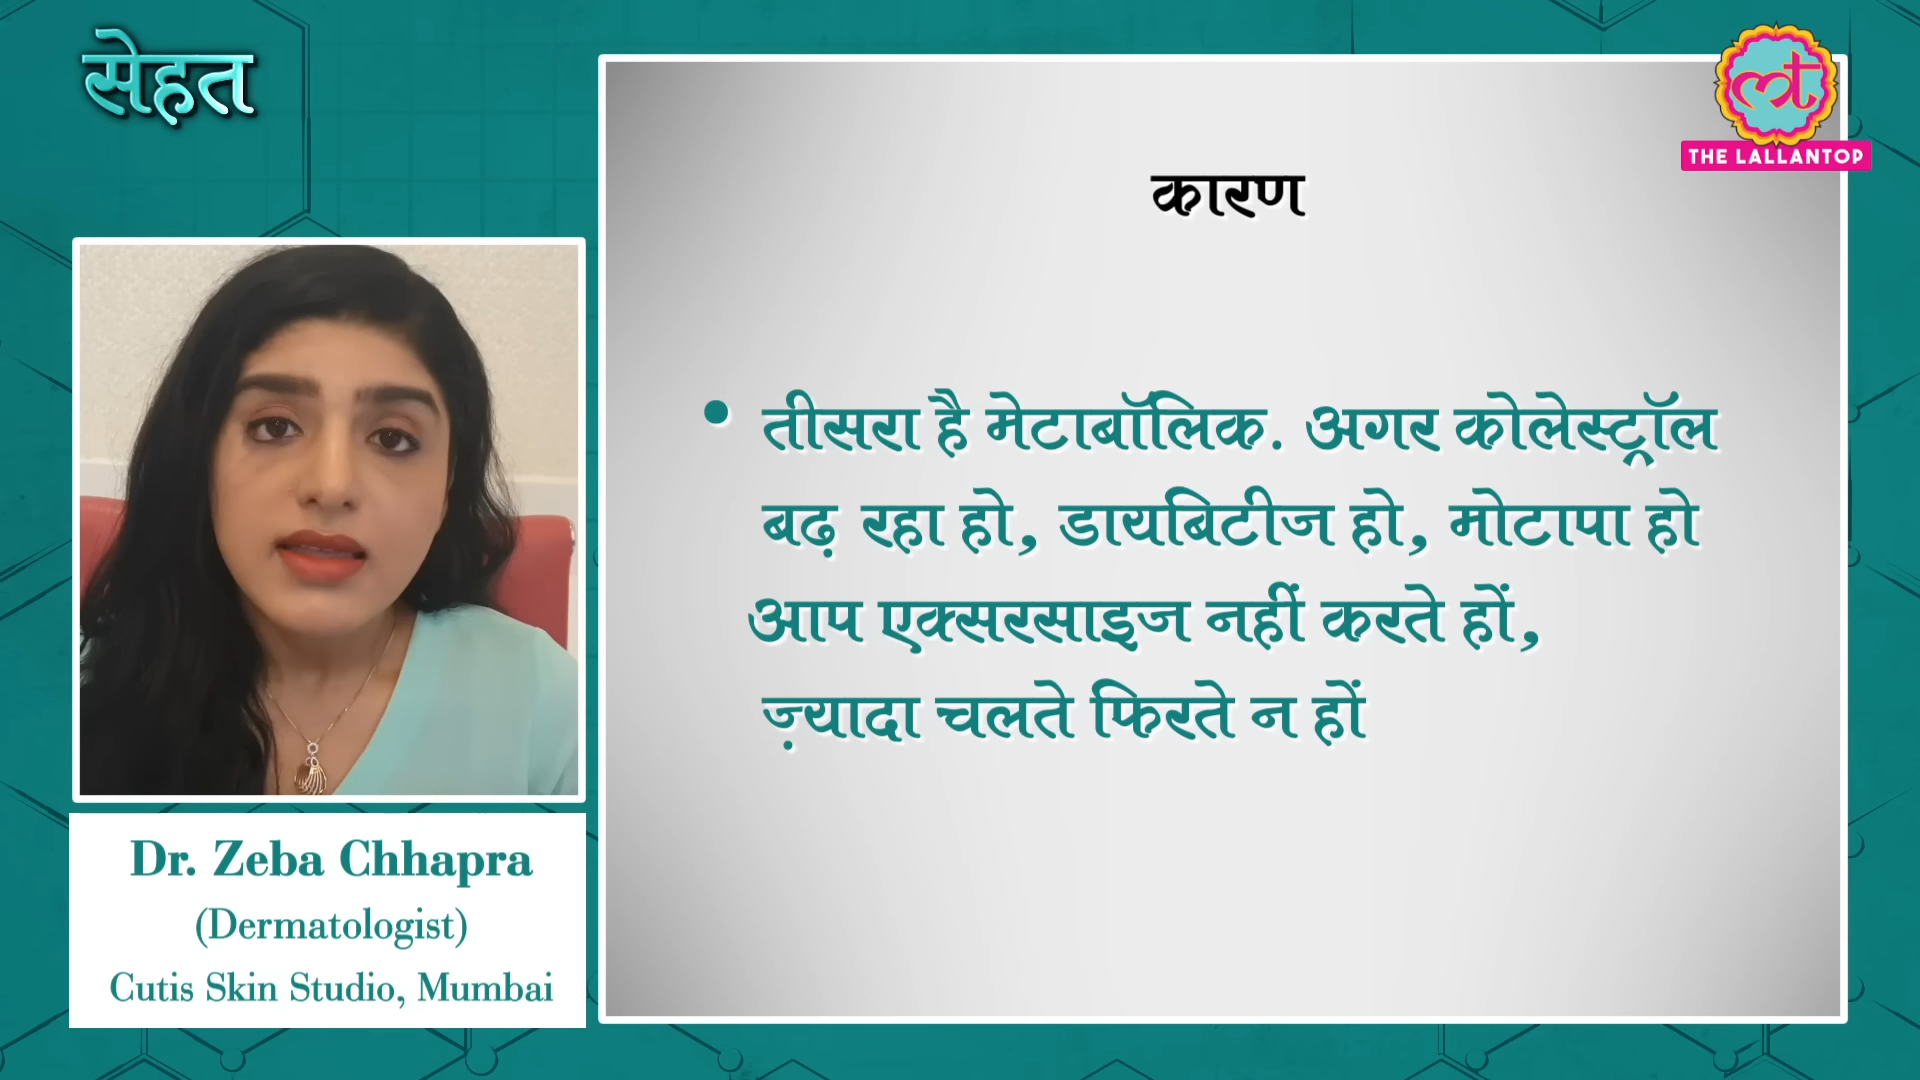 सेहत
THE LALLANTOP
कारण
• तीसरा है मेटाबॉलिक. अगर कोलेस्ट्रॉल
बढ़ रहा हो, डायबिटीज हो, मोटापा हो
आप एक्सरसाइज नहीं करते हों,
ज़्यादा चलते फिरते न हों
Dr. Zeba Chhapra
(Dermatologist)
Cutis Skin Studio, Mumbai